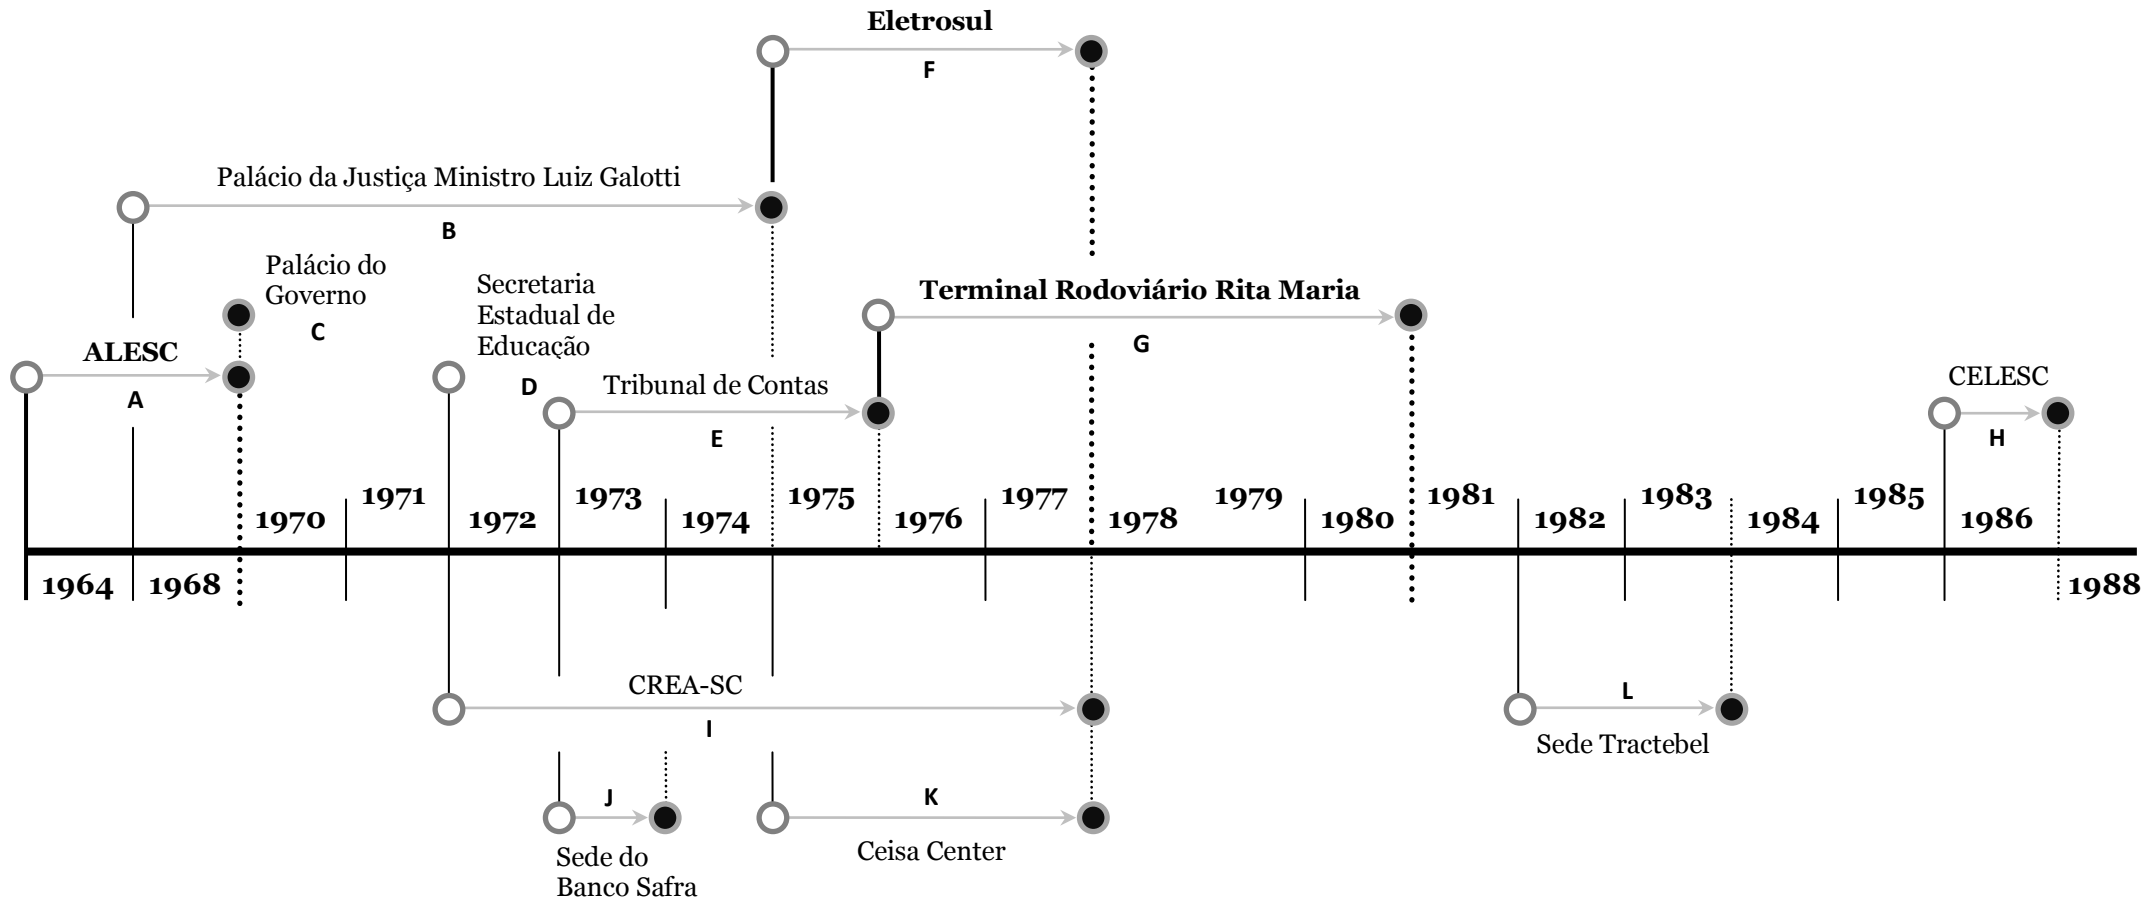 Eletrosul
F
Palácio da Justiça Ministro Luiz Galotti
B
Palácio do
Governo
C
Secretaria
Estadual de
Educação
D
Terminal Rodoviário Rita Maria
G
ALESC
A
Tribunal de Contas
E
CELESC
H
1971
1973
1975
1977
1979
1981
1983
1985
1970
1972
1974
1976
1978
1980
1982
1984
1986
1964
1968
1988
CREA-SC
I
L
Sede Tractebel
J
K
Sede do
Banco Safra
Ceisa Center